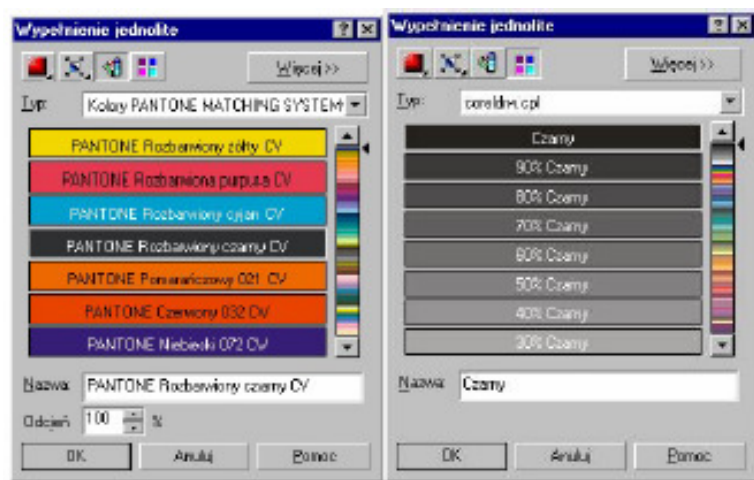 Wypełnienie jednolite
Więcej >>
Typ: Kolory PANTONE MATCHING SYSTEM
PANTONE Rozbarwiony żółty CV
PANTONE Rozbarwiona purpura CV
PANTONE Rozbarwiony cyjan CV
PANTONE Rozbarwiony czarny CV
PANTONE Pomarańczowy 021 CV
PANTONE Czerwony 032 CV
PANTONE Niebieski 072 CV
Nazwa: PANTONE Rozbarwiony czarny CV
Odcień 100 %
OK Anuluj Pomoc
Wypełnienie jednolite
Więcej >>
Typ: coreldrw.cpl
Czarny
90% Czarny
80% Czarny
70% Czarny
60% Czarny
50% Czarny
40% Czarny
30% Czarny
Nazwa: Czarny
OK Anuluj Pomoc